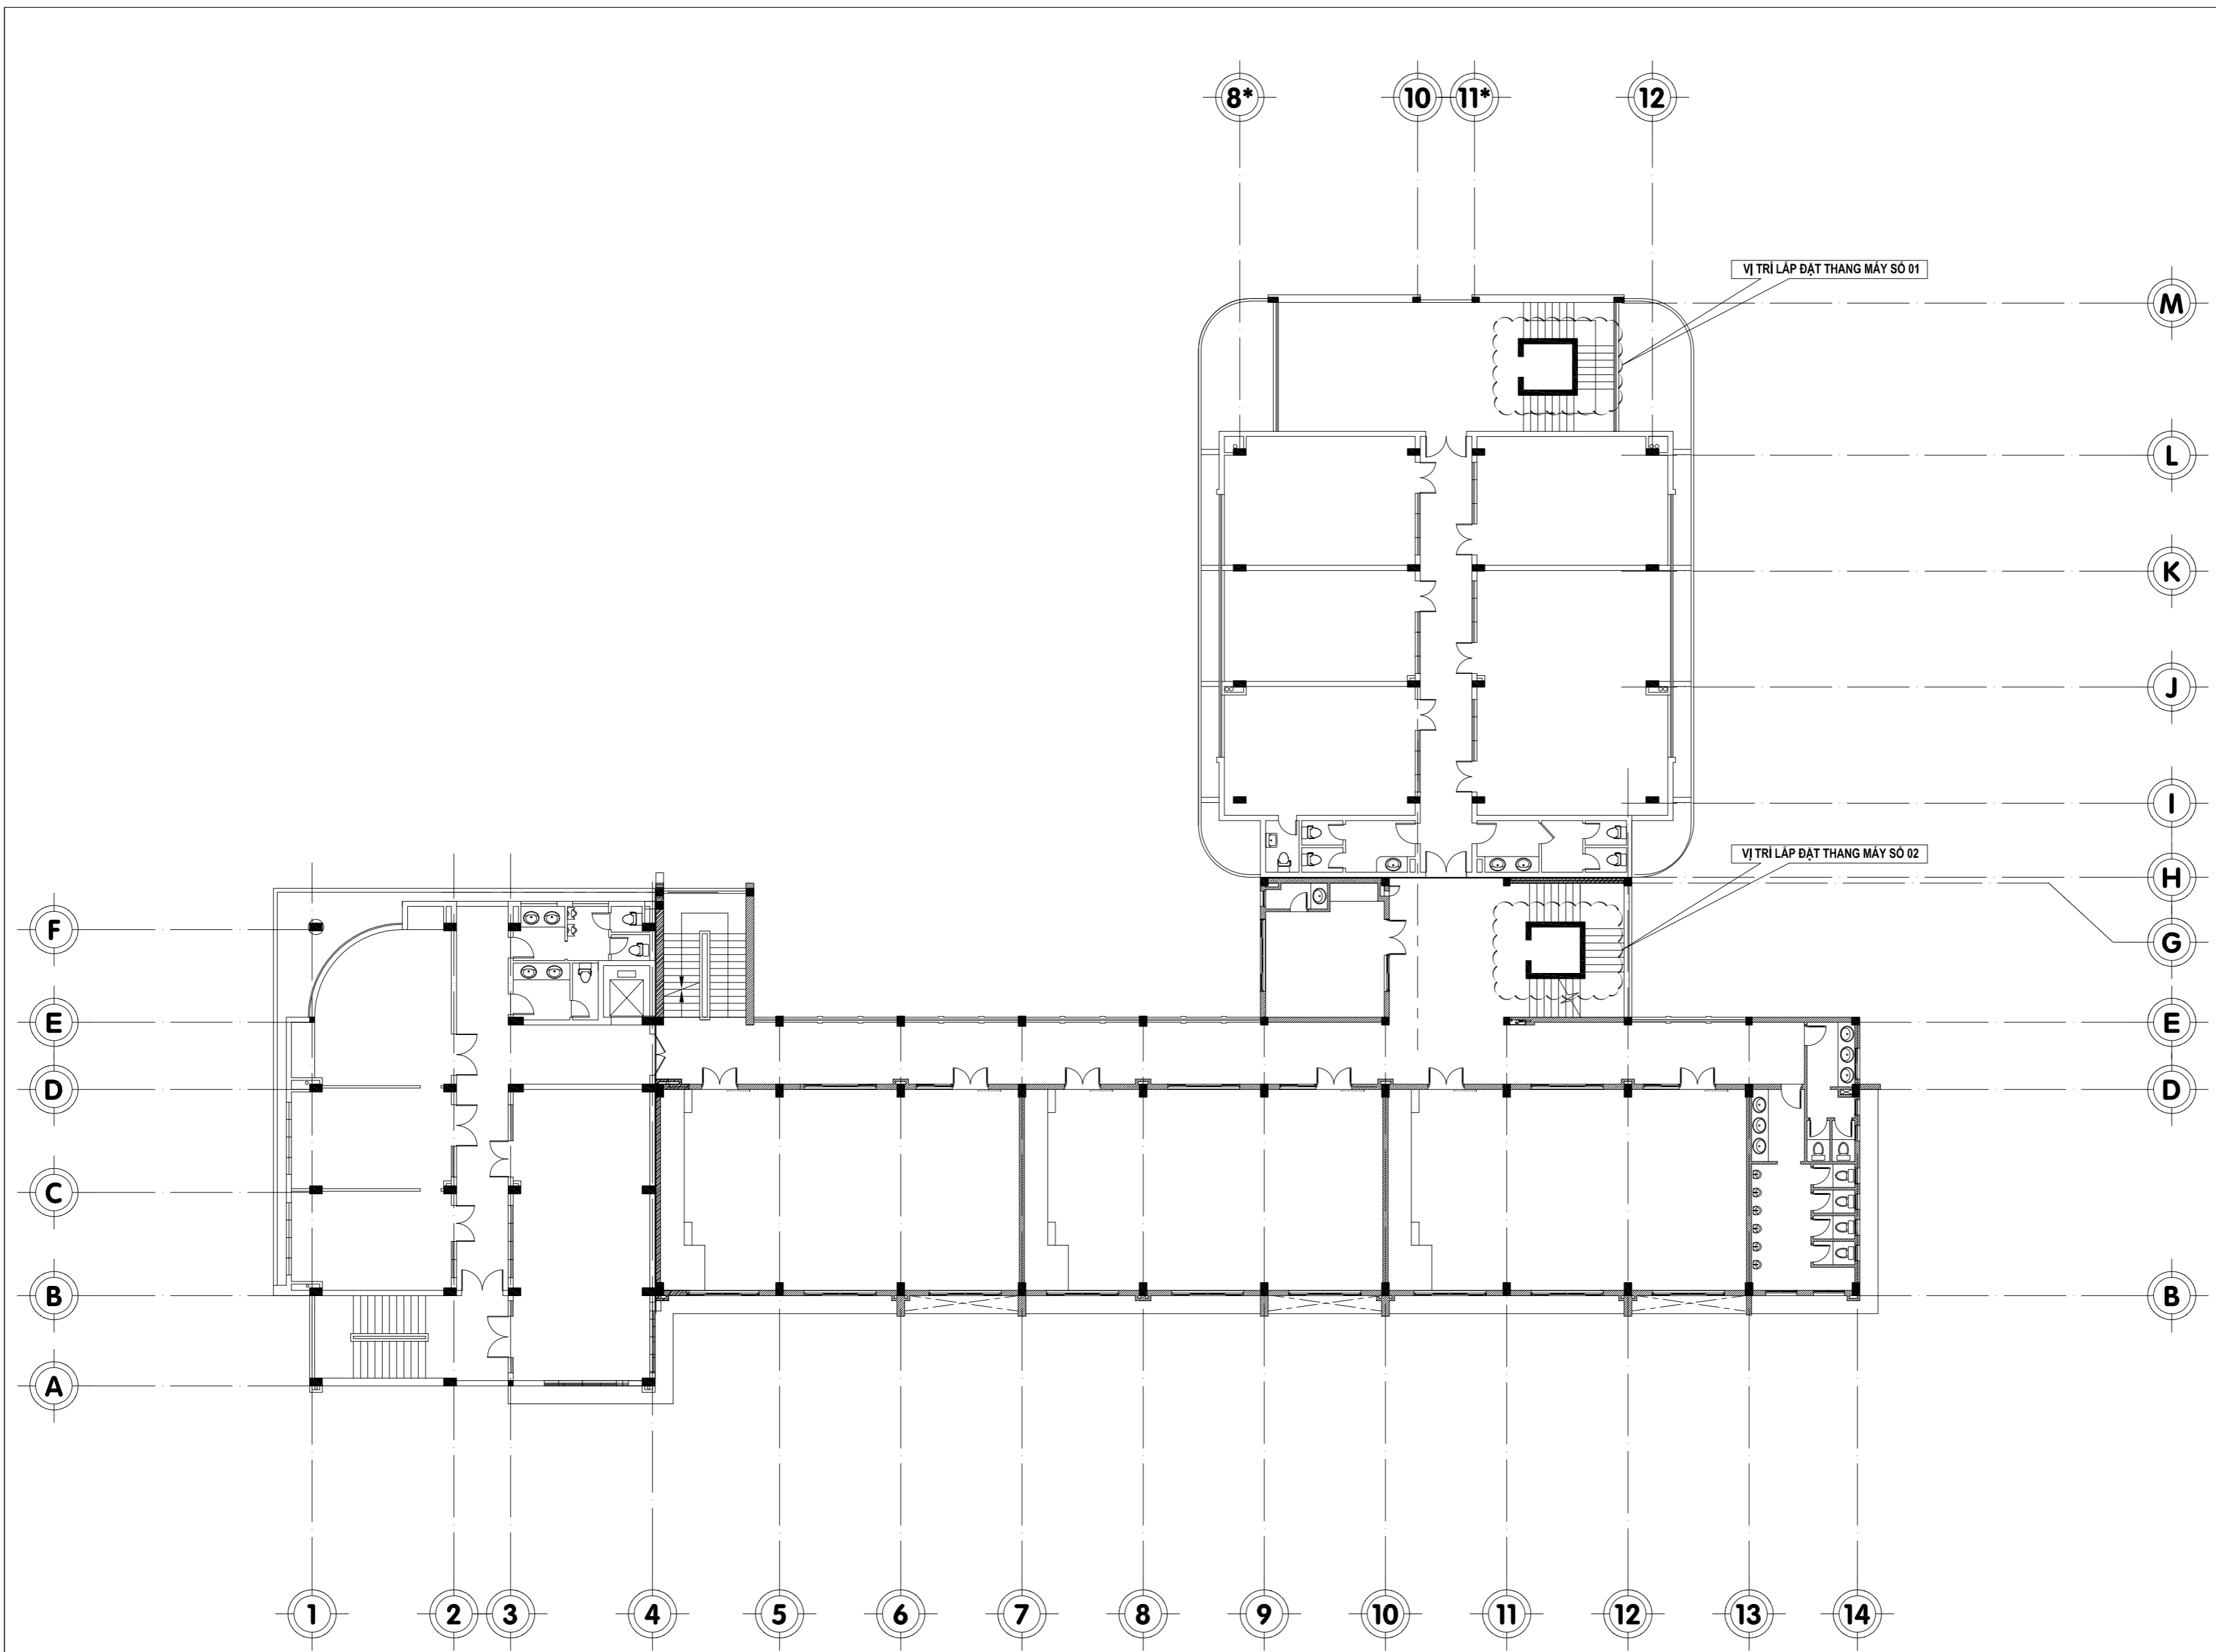 8*
10
11*
12
VỊ TRÍ LẮP ĐẶT THANG MÁY SỐ 01
M
L
K
J
I
VỊ TRÍ LẮP ĐẶT THANG MÁY SỐ 02
H
F
G
E
E
D
D
C
B
B
A
1
2
3
4
5
6
7
8
9
10
11
12
13
14